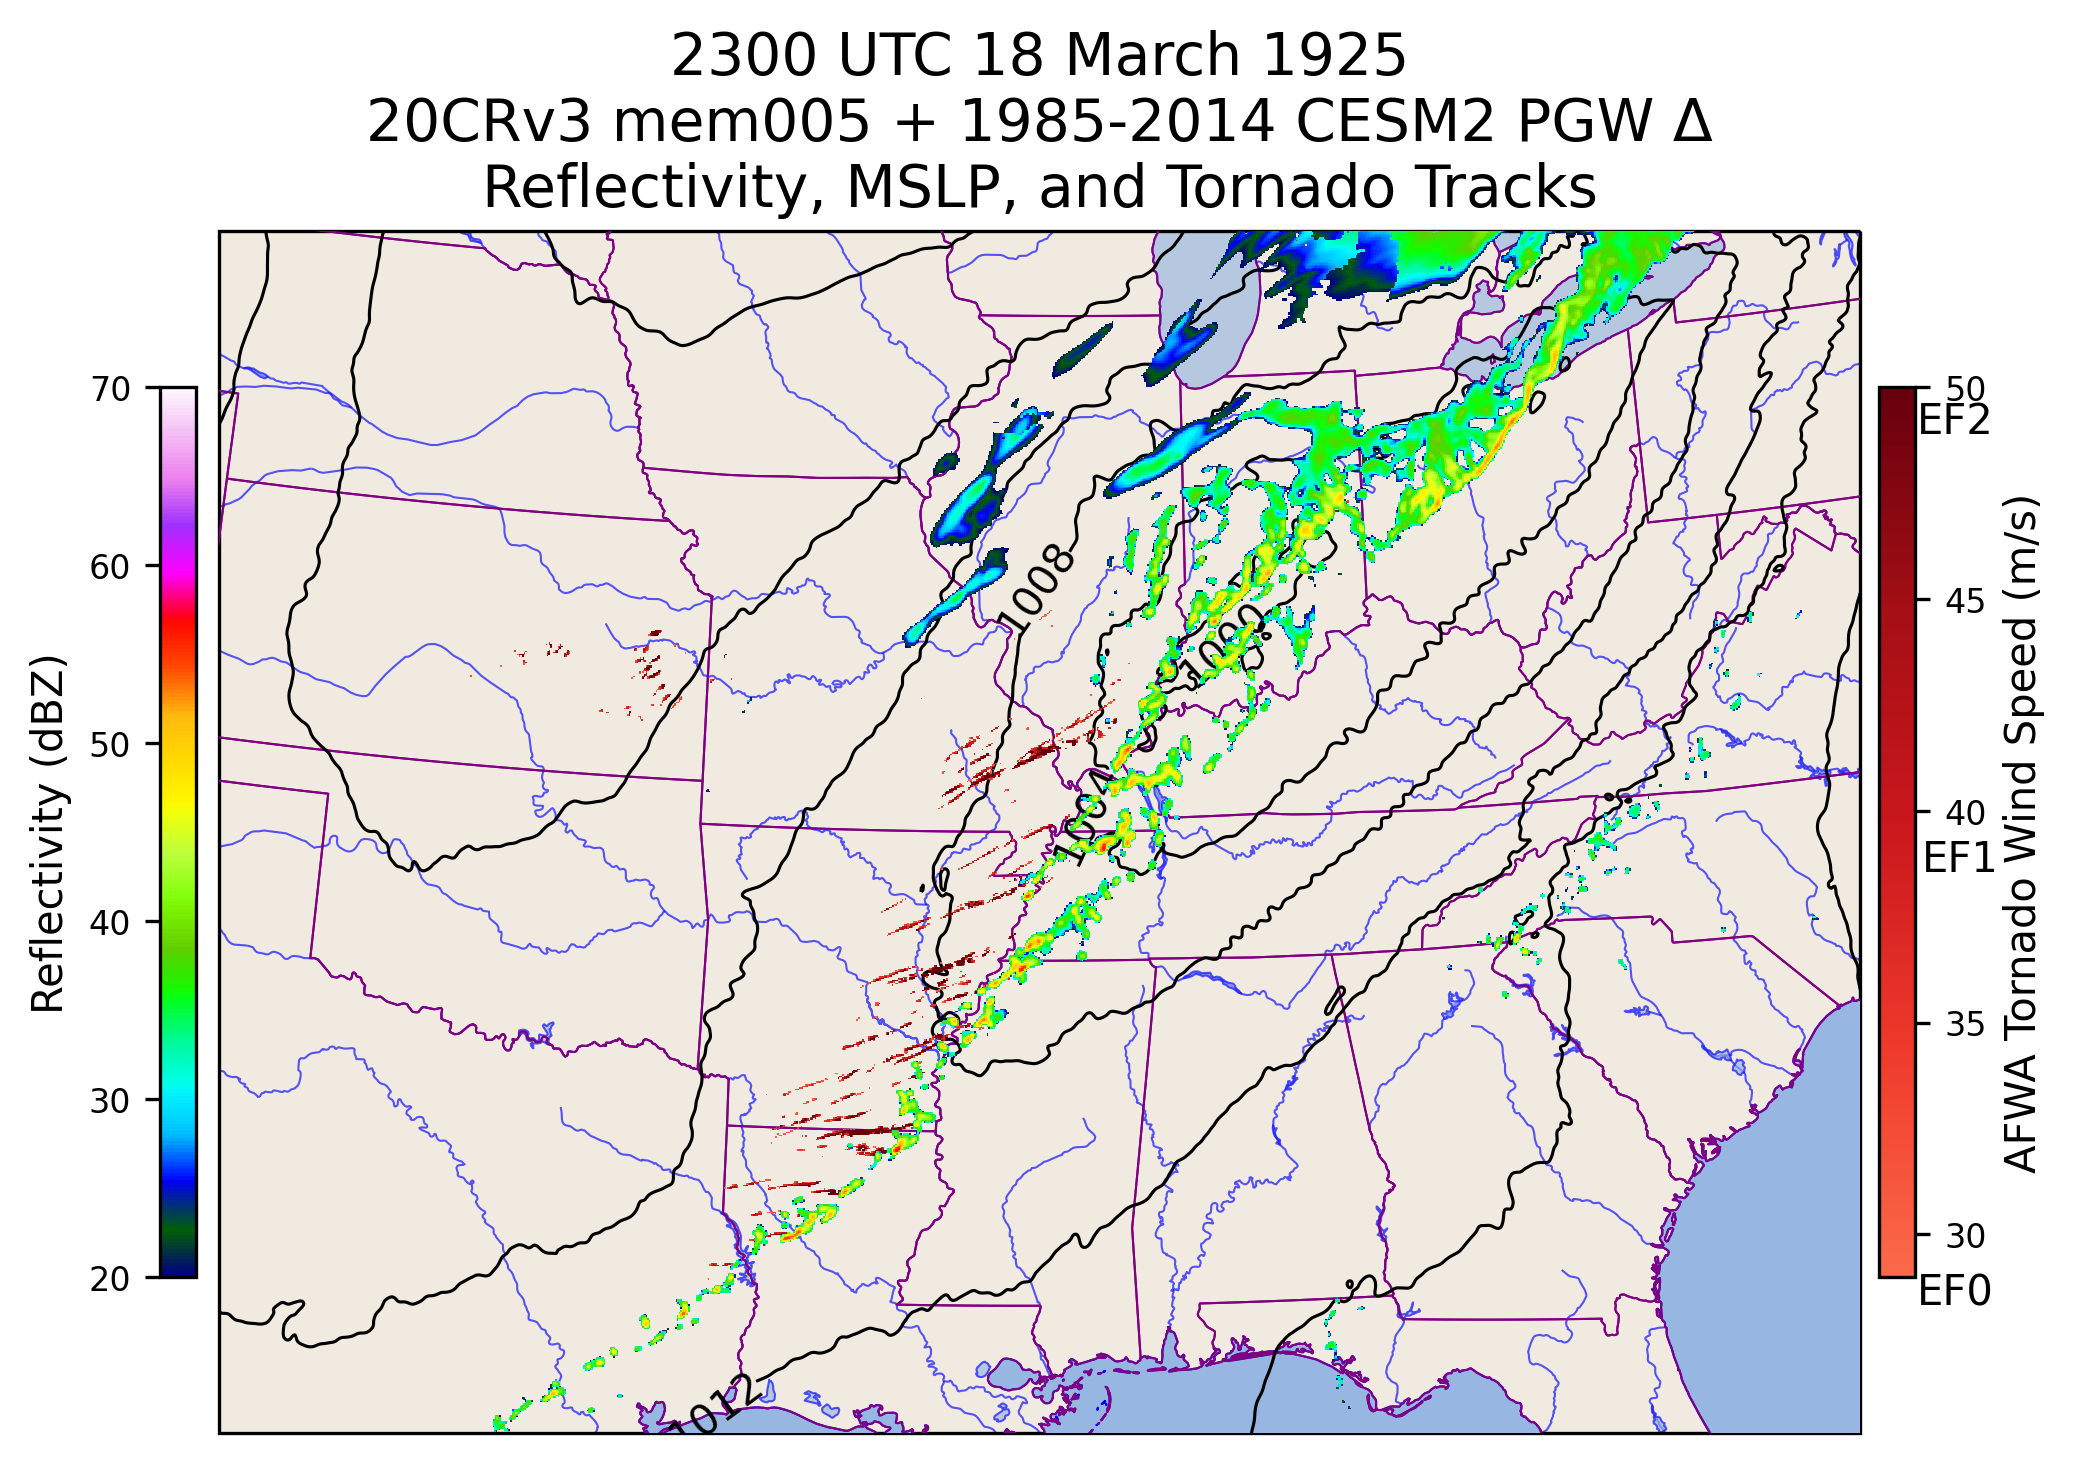 2300 UTC 18 March 1925
20CRv3 mem005 + 1985-2014 CESM2 PGW Δ
Reflectivity, MSLP, and Tornado Tracks
Reflectivity (dBZ)
70
60
50
40
30
20
1008
1000
1004
1012
50
EF2
45
40
EF1
35
30
EF0
AFWA Tornado Wind Speed (m/s)